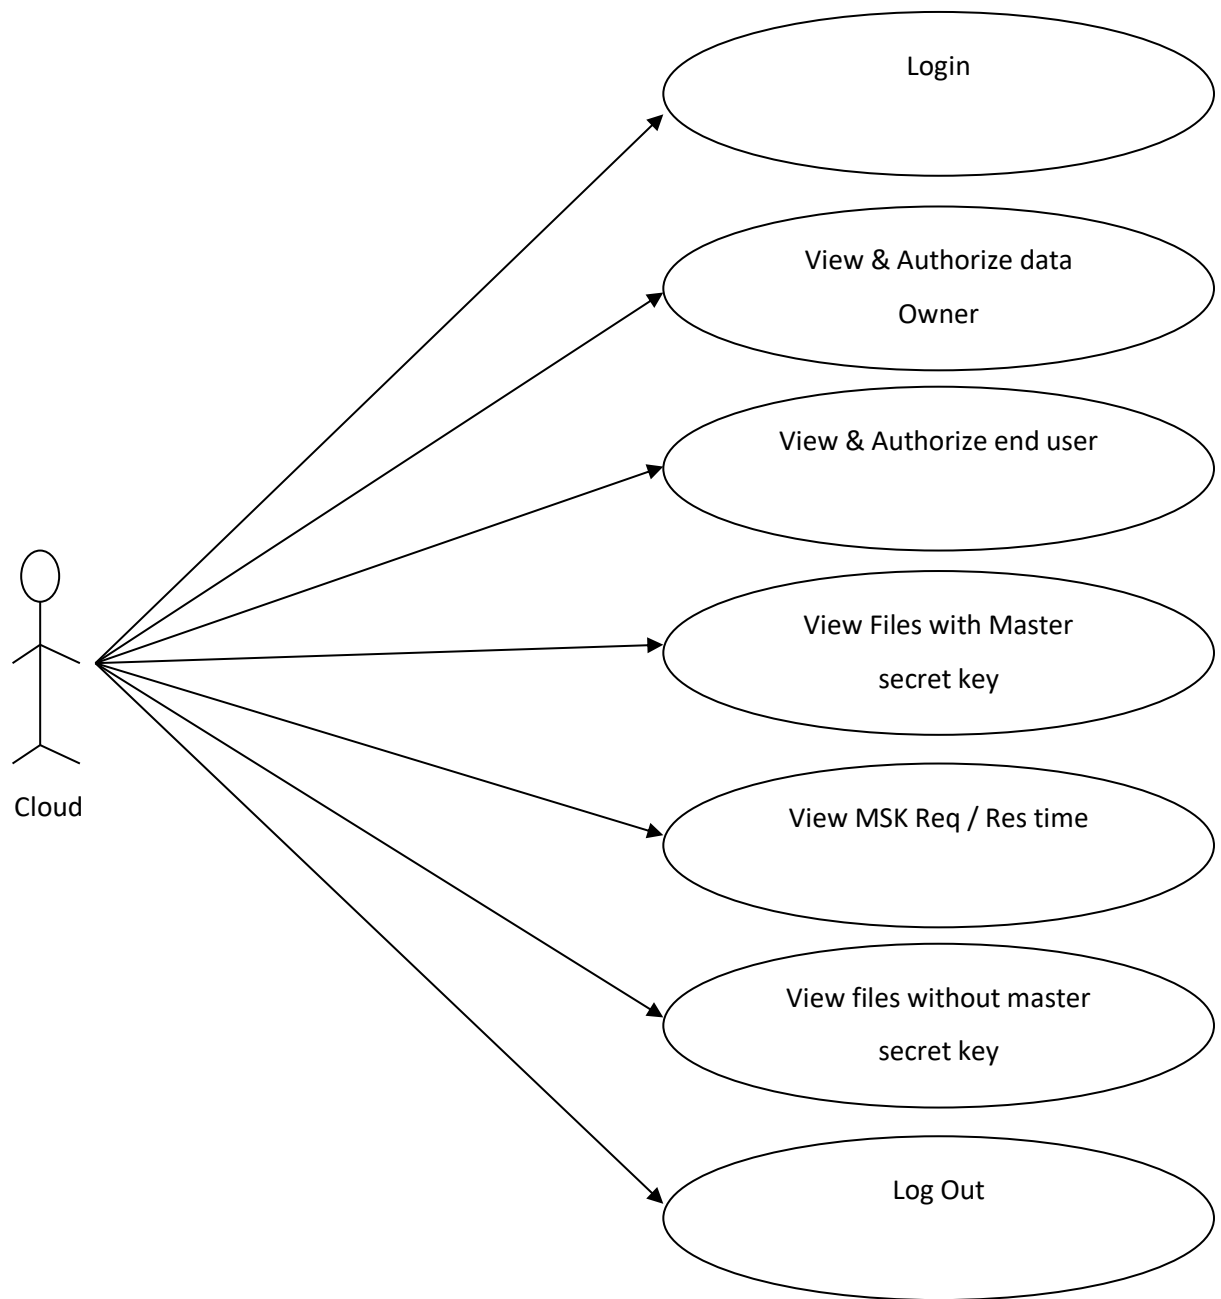 Login
View & Authorize data
Owner
View & Authorize end user
View Files with Master
secret key
Cloud
View MSK Req / Res time
View files without master
secret key
Log Out